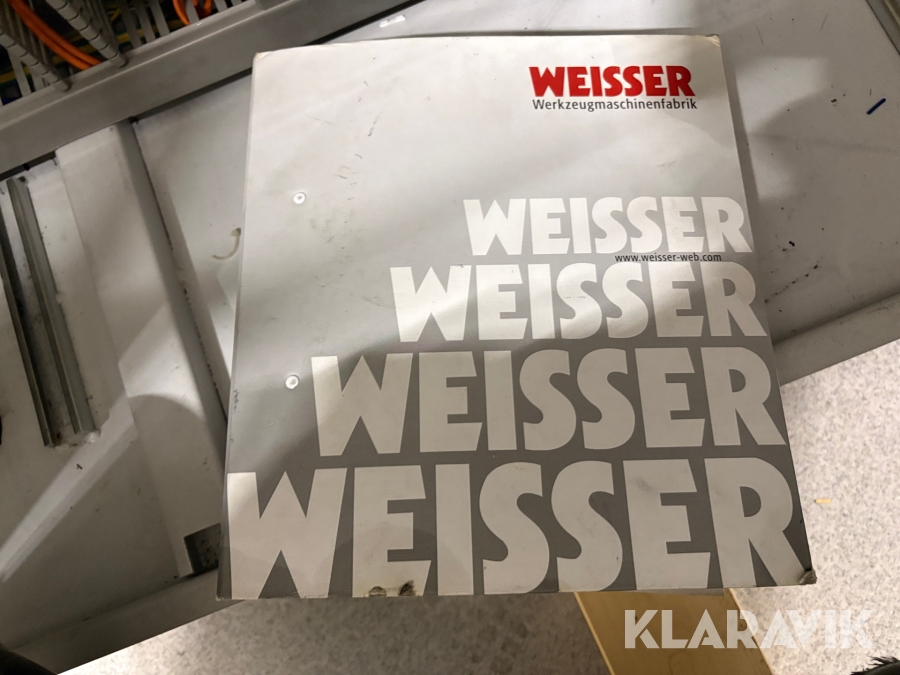 WEISSER
Werkzeugmaschinenfabrik
WEISSER
www.weisser-web.com
WEISSER
WEISSER
WEISSER
KLARAVIK